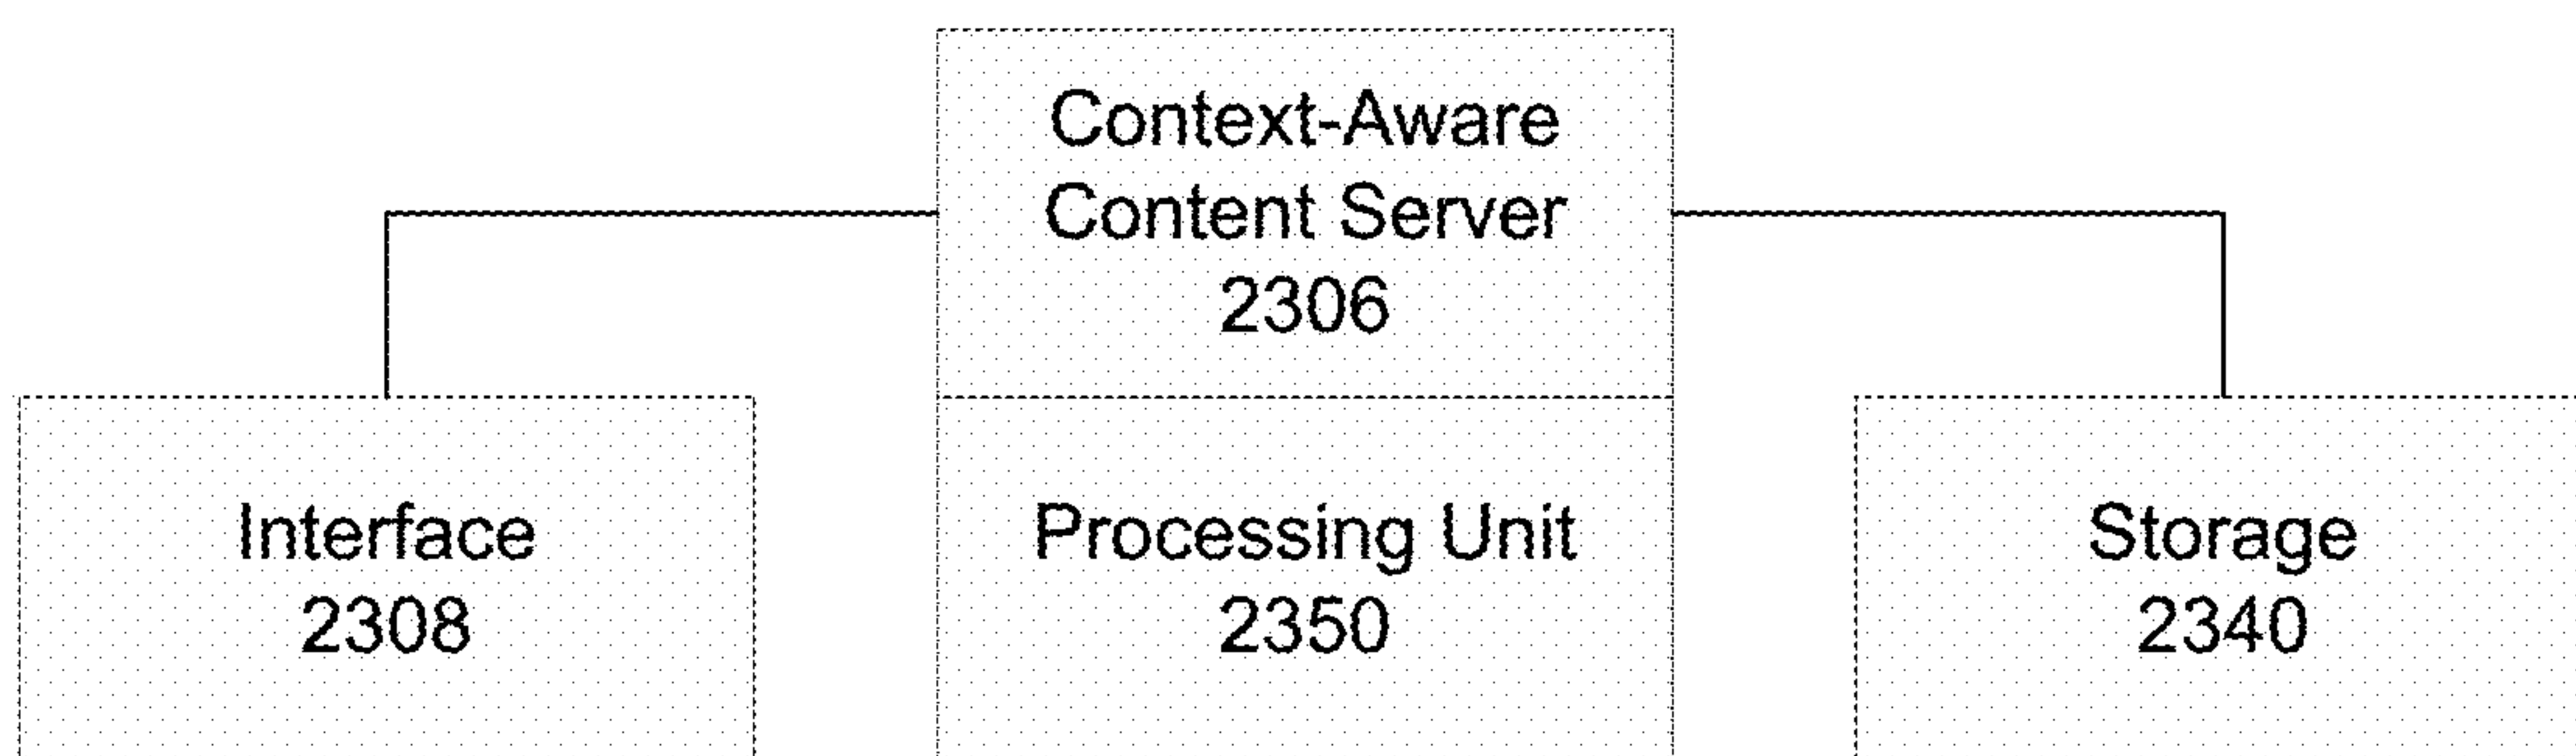 Context-Aware
Content Server
2306
Interface
2308
Processing Unit
2350
Storage
2340